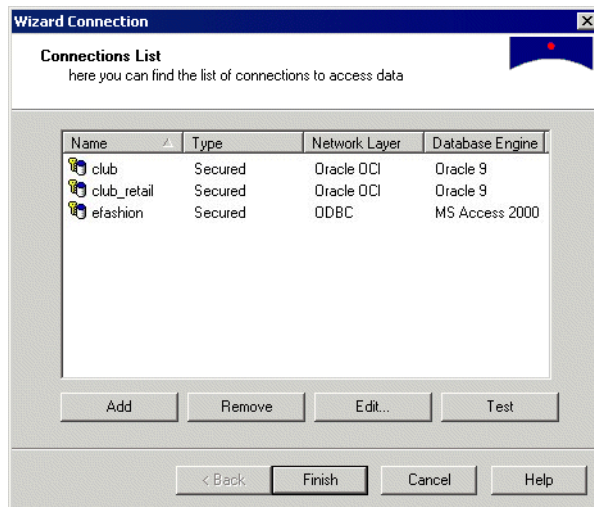 Wizard Connection
Connections List
here you can find the list of connections to access data
Name Type Network Layer Database Engine
club Secured Oracle OCI Oracle 9
club_retail Secured Oracle OCI Oracle 9
efashion Secured ODBC MS Access 2000
Add Remove Edit... Test
< Back Finish Cancel Help